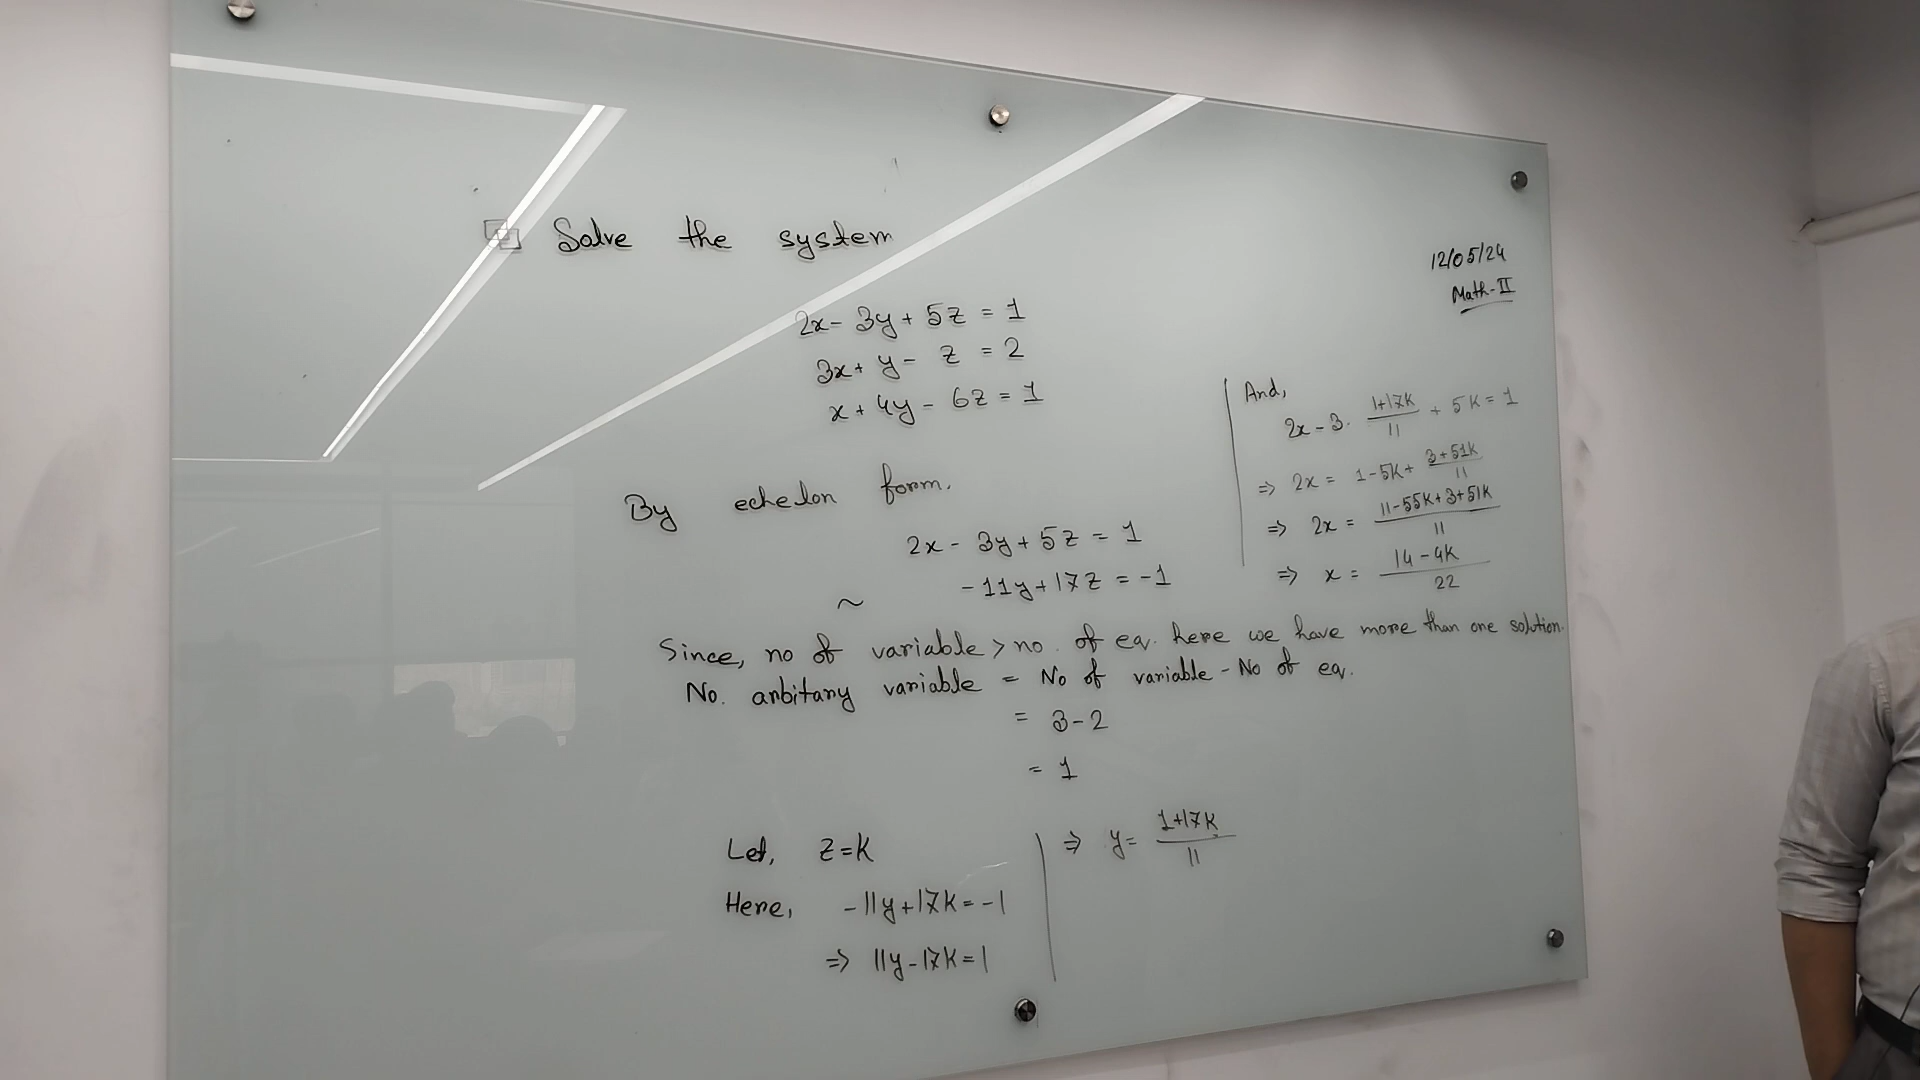 Solve the system
12/05/24
Math-II
2x - 3y + 5z = 1
3x + y - z = 2
x + 4y - 6z = 1
By echelon form,
2x - 3y + 5z = 1
~ -11y + 17z = -1
Since, no of variable > no. of eq. here we have more than one solution.
No. arbitary variable = No of variable - No of eq.
= 3 - 2
= 1
Let, z = K
Here, -11y + 17K = -1
⇒ 11y - 17K = 1
⇒ y = (1+17K)/11
And,
2x - 3. (1+17K)/11 + 5K = 1
⇒ 2x = 1 - 5K + (3+51K)/11
⇒ 2x = (11-55K+3+51K)/11
⇒ x = (14-4K)/22